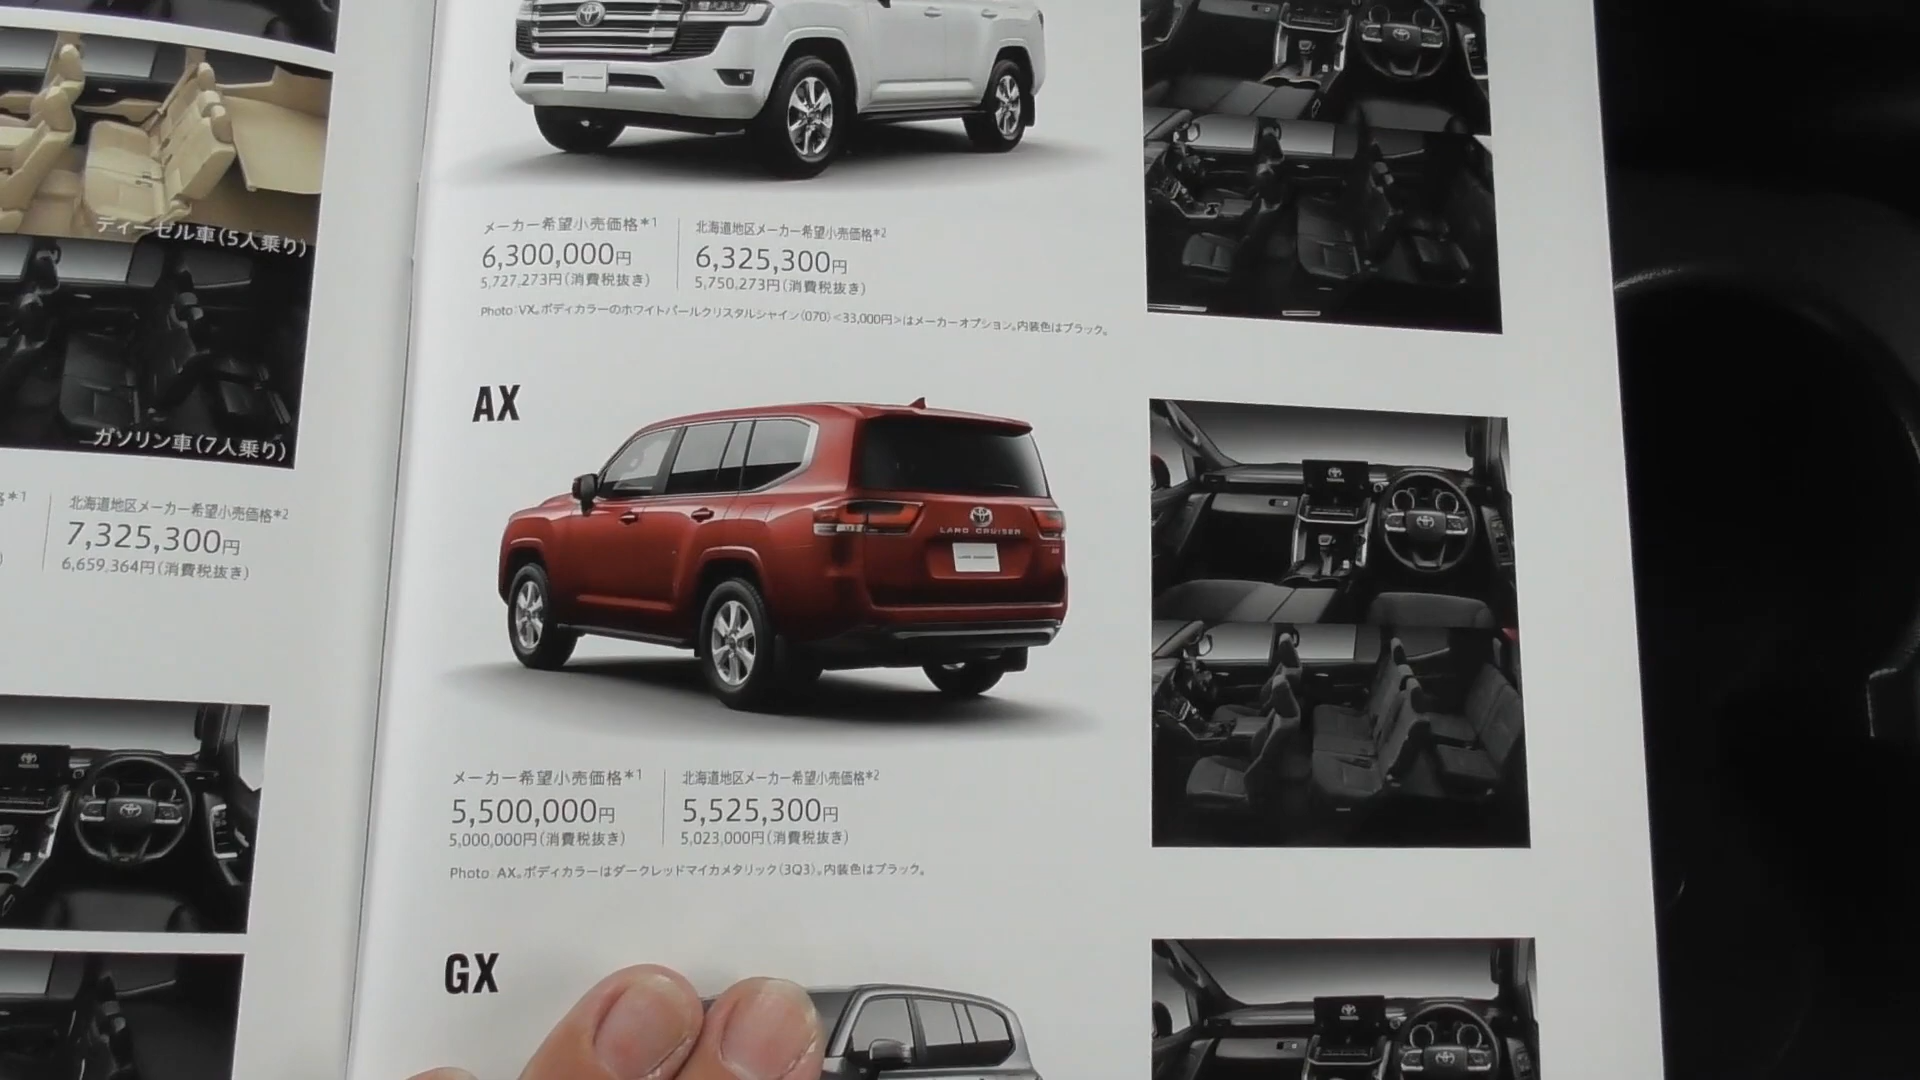 ディーゼル車(5人乗り)
ガソリン車(7人乗り)
*1
北海道地区メーカー希望小売価格*2
7,325,300円
6,659,364円(消費税抜き)
メーカー希望小売価格*1
北海道地区メーカー希望小売価格*2
6,300,000円
6,325,300円
5,727,273円(消費税抜き)
5,750,273円(消費税抜き)
Photo:VX。ボディカラーのホワイトパールクリスタルシャイン(070)<33,000円>はメーカーオプション。内装色はブラック。
AX
LAND CRUISER
メーカー希望小売価格*1
北海道地区メーカー希望小売価格*2
5,500,000円
5,525,300円
5,000,000円(消費税抜き)
5,023,000円(消費税抜き)
Photo AX。ボディカラーはダークレッドマイカメタリック(3Q3)。内装色はブラック。
GX